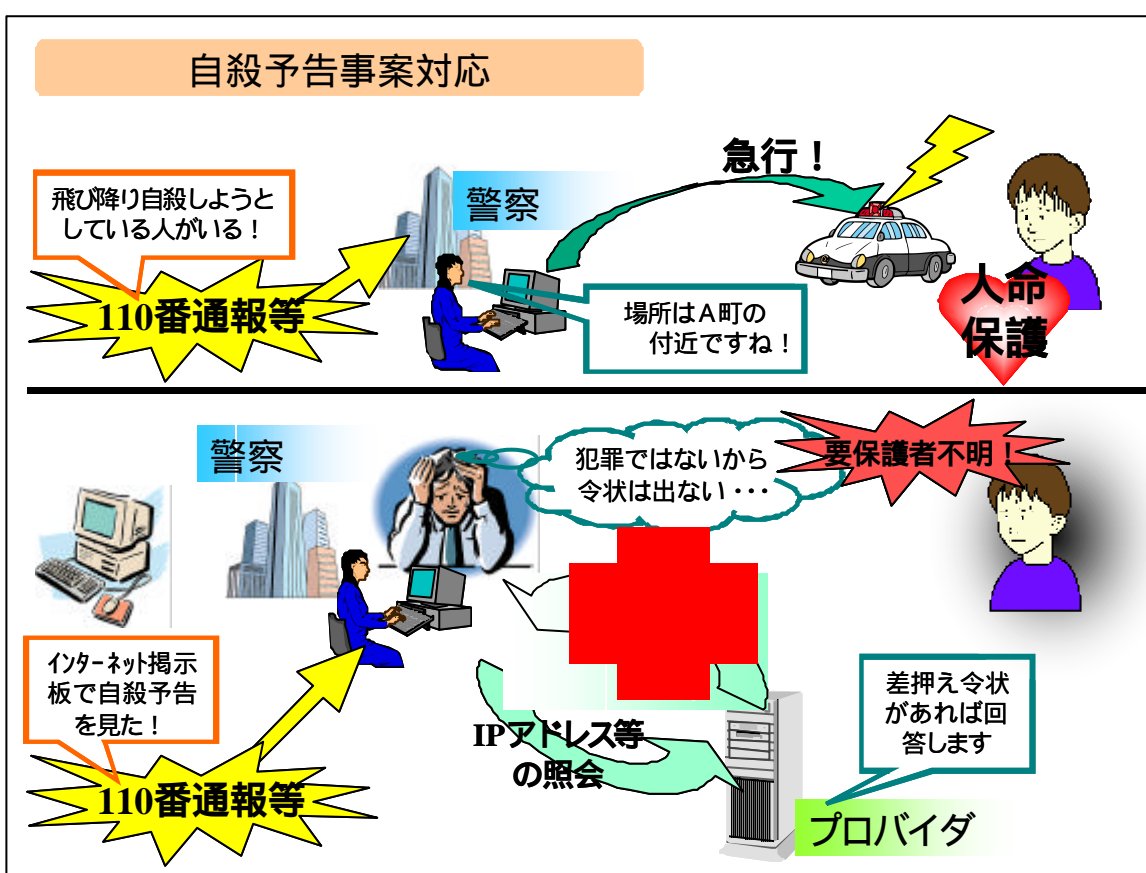 自殺予告事案対応
急行！
飛び降り自殺しようと
している人がいる！
警察
110番通報等
場所はＡ町の
付近ですね！
人命
保護
警察
犯罪ではないから
令状は出ない・・・
要保護者不明！
インターネット掲示
板で自殺予告
を見た！
110番通報等
IPアドレス等
の照会
差押え令状
があれば回
答します
プロバイダ